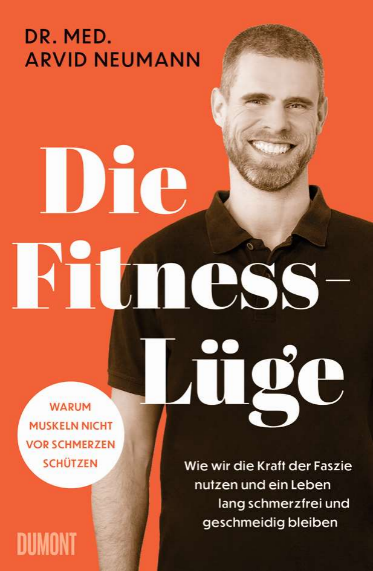 DR. MED.
ARVID NEUMANN
Die
Fitness-
Lüge
WARUM
MUSKELN NICHT
VOR SCHMERZEN
SCHÜTZEN
Wie wir die Kraft der Faszie
nutzen und ein Leben
lang schmerzfrei und
geschmeidig bleiben
DUMONT